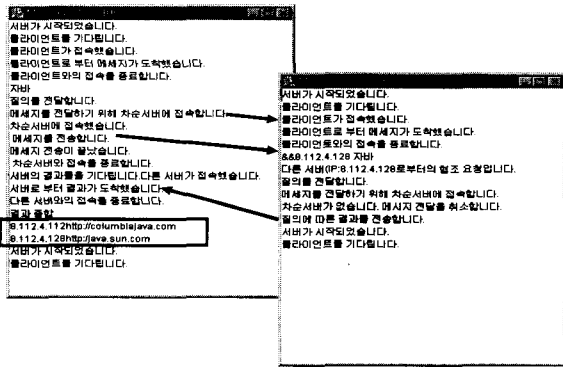 서버가 시작되었습니다.
클라이언트를 기다립니다.
클라이언트가 접속했습니다.
클라이언트로 부터 메세지가 도착했습니다.
클라이언트와의 접속을 종료합니다.
자바
질의를 전달합니다.
메세지를 전달하기 위해 차순서버에 접속합니다.
차순서버에 접속했습니다.
메세지를 전송합니다.
메세지 전송이 끝났습니다.
차순서버와 접속을 종료합니다.
서버의 결과물을 기다립니다.다른 서버가 접속했습니다.
서버로 부터 결과가 도착했습니다.
다른 서버와의 접속을 종료합니다.
결과 종합
8.112.4.112http://columbiajava.com
8.112.4.128http://java.sun.com
서버가 시작되었습니다.
클라이언트를 기다립니다.
서버가 시작되었습니다.
클라이언트를 기다립니다.
클라이언트가 접속했습니다.
클라이언트로 부터 메세지가 도착했습니다.
클라이언트와의 접속을 종료합니다.
&&8.112.4.128 자바
다른 서버(IP:8.112.4.128로부터의 협조 요청입니다.
질의를 전달합니다.
메세지를 전달하기 위해 차순서버에 접속합니다.
차순서버가 없습니다. 메시지 전달을 취소합니다.
질의에 따른 결과를 전송합니다.
서버가 시작되었습니다.
클라이언트를 기다립니다.